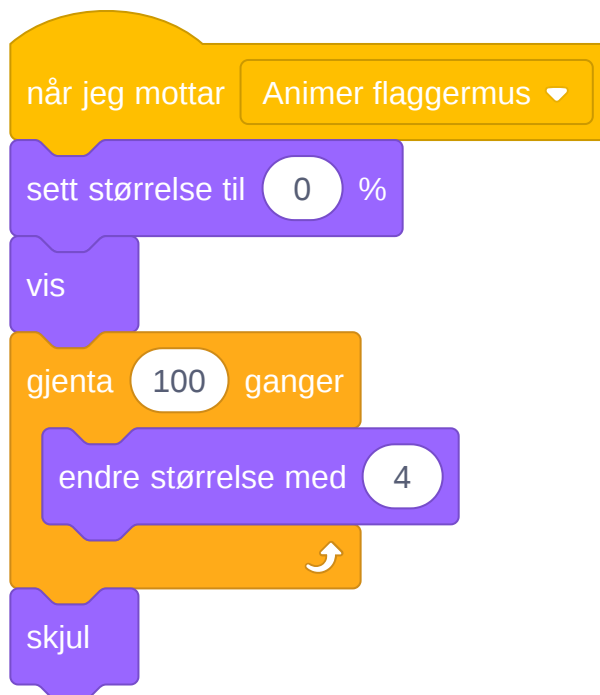 når jeg mottar Animer flaggermus
sett størrelse til 0 %
vis
gjenta 100 ganger
endre størrelse med 4
skjul